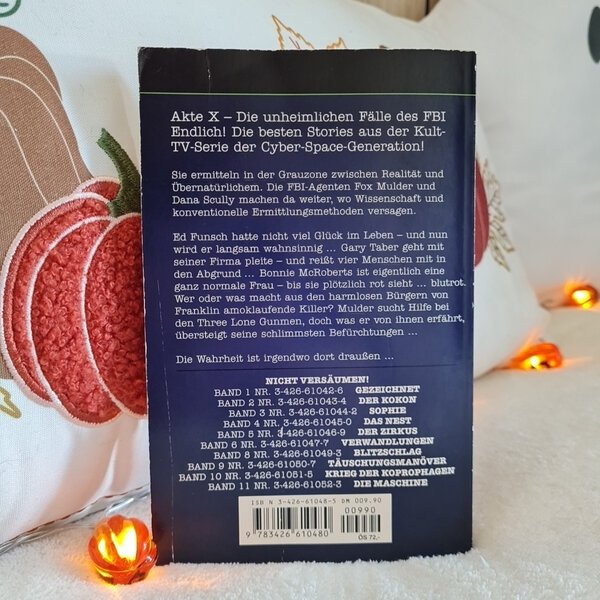 Akte X – Die unheimlichen Fälle des FBI
Endlich! Die besten Stories aus der Kult-
TV-Serie der Cyber-Space-Generation!
Sie ermitteln in der Grauzone zwischen Realität und
Übernatürlichem. Die FBI-Agenten Fox Mulder und
Dana Scully machen da weiter, wo Wissenschaft und
konventionelle Ermittlungsmethoden versagen.
Ed Funsch hatte nicht viel Glück im Leben – und nun
wird er langsam wahnsinnig ... Gary Taber geht mit
seiner Firma pleite – und reißt vier Menschen mit in
den Abgrund ... Bonnie McRoberts ist eigentlich eine
ganz normale Frau – bis sie plötzlich rot sieht ... blutrot.
Wer oder was macht aus den harmlosen Bürgern von
Franklin amoklaufende Killer? Mulder sucht Hilfe bei
den Three Lone Gunmen, doch was er von ihnen erfährt,
übersteigt seine schlimmsten Befürchtungen ...
Die Wahrheit ist irgendwo dort draußen ...
NICHT VERSÄUMEN!
BAND 1 NR. 3-426-61042-6 GEZEICHNET
BAND 2 NR. 3-426-61043-4 DER KOKON
BAND 3 NR. 3-426-61044-2 SOPHIE
BAND 4 NR. 3-426-61045-0 DAS NEST
BAND 5 NR. 3-426-61046-9 DER ZIRKUS
BAND 6 NR. 3-426-61047-7 VERWANDLUNGEN
BAND 8 NR. 3-426-61049-3 BLITZSCHLAG
BAND 9 NR. 3-426-61050-7 TÄUSCHUNGSMANÖVER
BAND 10 NR. 3-426-61051-5 KRIEG DER KOPROPHAGEN
BAND 11 NR. 3-426-61052-3 DIE MASCHINE
ISBN 3-426-61048-5 DM 009.90
00990
9 783426 610480
ÖS 72,-